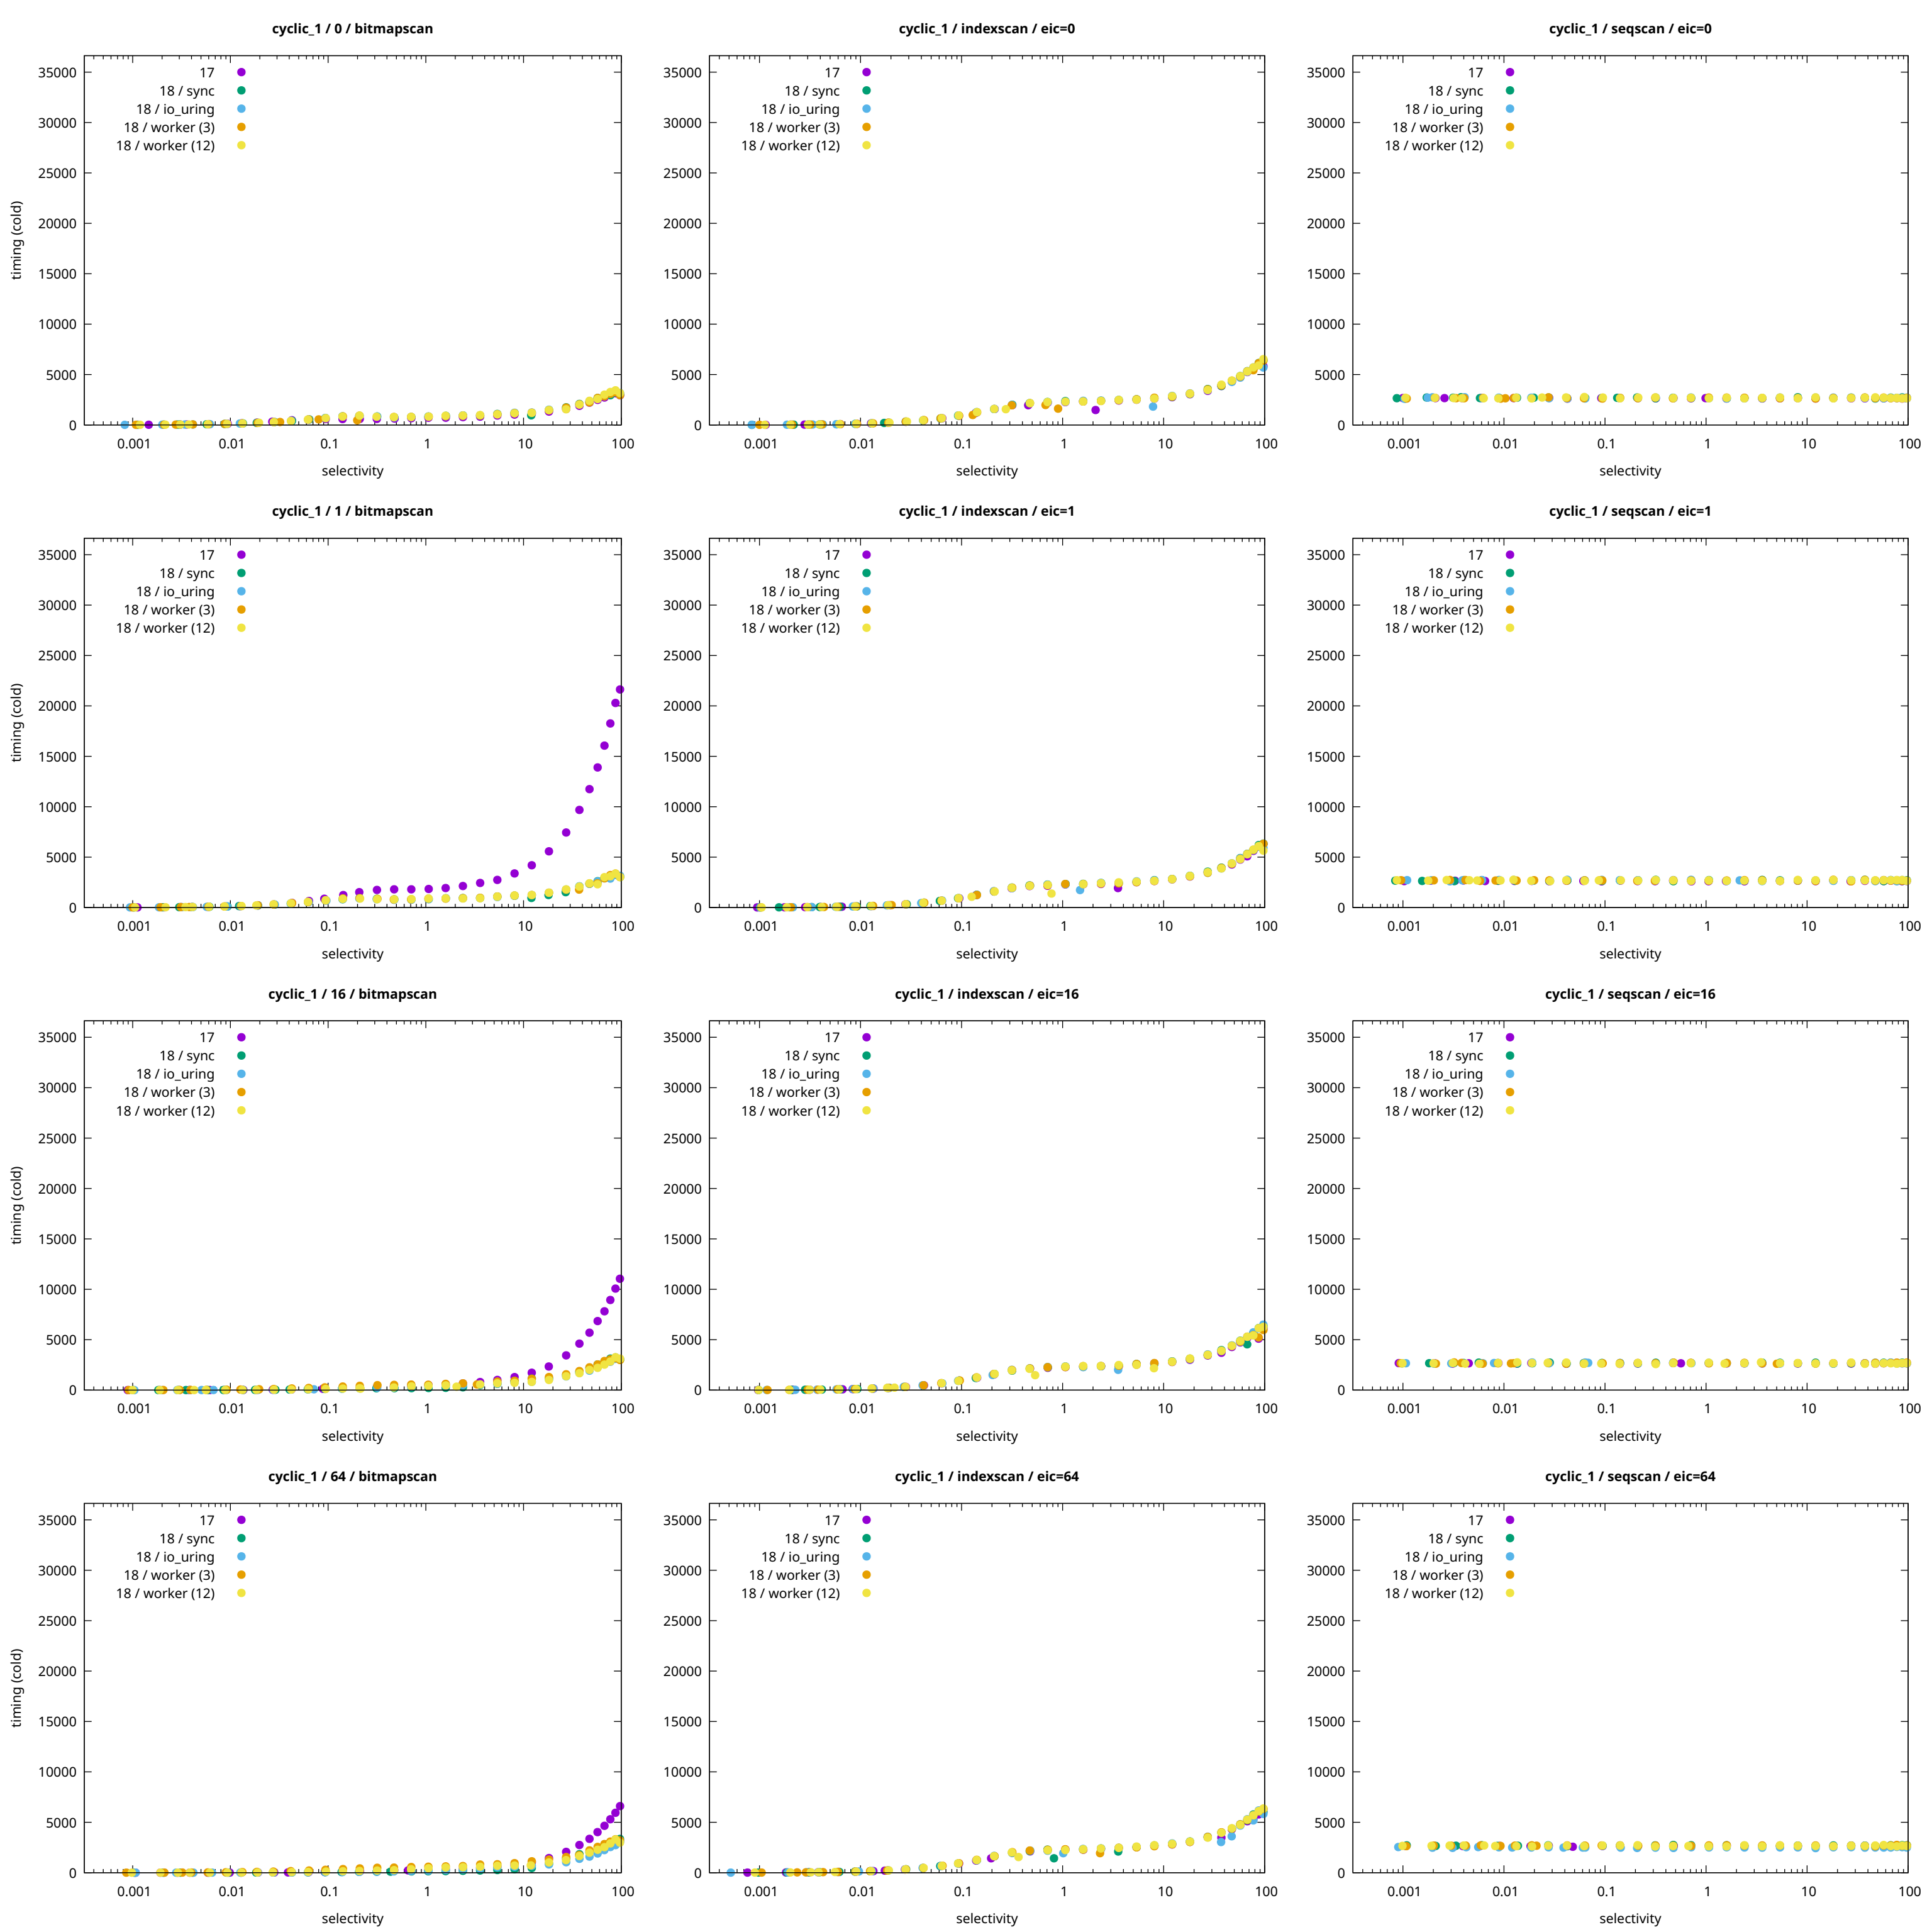 cyclic_1 / 0 / bitmapscan
35000
30000
25000
20000
15000
10000
5000
0
0.001
0.01
0.1
1
10
100
timing (cold)
selectivity
17
18 / sync
18 / io_uring
18 / worker (3)
18 / worker (12)
cyclic_1 / indexscan / eic=0
35000
30000
25000
20000
15000
10000
5000
0
0.001
0.01
0.1
1
10
100
selectivity
17
18 / sync
18 / io_uring
18 / worker (3)
18 / worker (12)
cyclic_1 / seqscan / eic=0
35000
30000
25000
20000
15000
10000
5000
0
0.001
0.01
0.1
1
10
100
selectivity
17
18 / sync
18 / io_uring
18 / worker (3)
18 / worker (12)
cyclic_1 / 1 / bitmapscan
35000
30000
25000
20000
15000
10000
5000
0
0.001
0.01
0.1
1
10
100
timing (cold)
selectivity
17
18 / sync
18 / io_uring
18 / worker (3)
18 / worker (12)
cyclic_1 / indexscan / eic=1
35000
30000
25000
20000
15000
10000
5000
0
0.001
0.01
0.1
1
10
100
selectivity
17
18 / sync
18 / io_uring
18 / worker (3)
18 / worker (12)
cyclic_1 / seqscan / eic=1
35000
30000
25000
20000
15000
10000
5000
0
0.001
0.01
0.1
1
10
100
selectivity
17
18 / sync
18 / io_uring
18 / worker (3)
18 / worker (12)
cyclic_1 / 16 / bitmapscan
35000
30000
25000
20000
15000
10000
5000
0
0.001
0.01
0.1
1
10
100
timing (cold)
selectivity
17
18 / sync
18 / io_uring
18 / worker (3)
18 / worker (12)
cyclic_1 / indexscan / eic=16
35000
30000
25000
20000
15000
10000
5000
0
0.001
0.01
0.1
1
10
100
selectivity
17
18 / sync
18 / io_uring
18 / worker (3)
18 / worker (12)
cyclic_1 / seqscan / eic=16
35000
30000
25000
20000
15000
10000
5000
0
0.001
0.01
0.1
1
10
100
selectivity
17
18 / sync
18 / io_uring
18 / worker (3)
18 / worker (12)
cyclic_1 / 64 / bitmapscan
35000
30000
25000
20000
15000
10000
5000
0
0.001
0.01
0.1
1
10
100
timing (cold)
selectivity
17
18 / sync
18 / io_uring
18 / worker (3)
18 / worker (12)
cyclic_1 / indexscan / eic=64
35000
30000
25000
20000
15000
10000
5000
0
0.001
0.01
0.1
1
10
100
selectivity
17
18 / sync
18 / io_uring
18 / worker (3)
18 / worker (12)
cyclic_1 / seqscan / eic=64
35000
30000
25000
20000
15000
10000
5000
0
0.001
0.01
0.1
1
10
100
selectivity
17
18 / sync
18 / io_uring
18 / worker (3)
18 / worker (12)